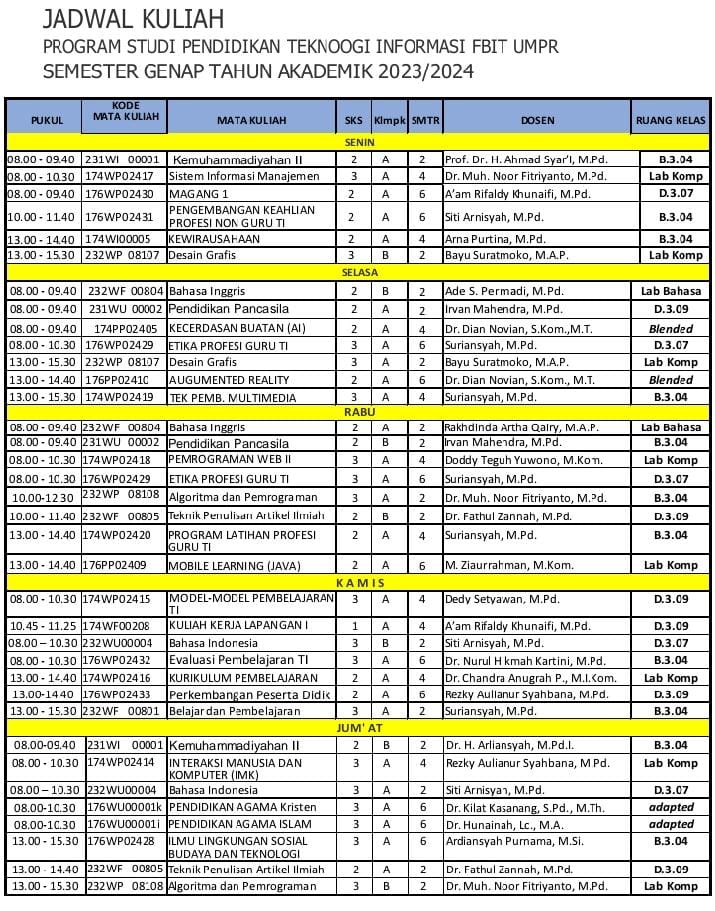 JADWAL KULIAH
PROGRAM STUDI PENDIDIKAN TEKNOOGI INFORMASI FBIT UMPR
SEMESTER GENAP TAHUN AKADEMIK 2023/2024
PUKUL KODE MATA KULIAH MATA KULIAH SKS Klmpk SMTR DOSEN RUANG KELAS
SENIN
08.00 - 09.40 231WI 00001 Kemuhammadiyahan II 2 A 2 Prof. Dr. H. Ahmad Syar'I, M.Pd. B.3.04
08.00 - 10.30 174WP02417 Sistem Informasi Manajemen 3 A 4 Dr. Muh. Noor Fitriyanto, M.Pd. Lab Komp
08.00 - 09.40 176WP02430 MAGANG 1 2 A 6 A'am Rifaldy Khunaifi, M.Pd. D.3.07
10.00 - 11.40 176WP02431 PENGEMBANGAN KEAHLIAN 2 A 6 Siti Arnisyah, M.Pd. B.3.04
PROFESI NON GURU TI
13.00 - 14.40 174WI00005 KEWIRAUSAHAAN 2 A 4 Arna Purtina, M.Pd. B.3.04
13.00 - 15.30 232WP 08107 Desain Grafis 3 B 2 Bayu Suratmoko, M.A.P. Lab Komp
SELASA
08.00 - 09.40 232WF 00804 Bahasa Inggris 2 B 2 Ade S. Permadi, M.Pd. Lab Bahasa
08.00 - 09.40 231WU 00002 Pendidikan Pancasila 2 A 2 Irvan Mahendra, M.Pd. D.3.09
08.00 - 09.40 174PP02405 KECERDASAN BUATAN (AI) 2 A 4 Dr. Dian Novian, S.Kom.,M.T. Blended
08.00 - 10.30 176WP02429 ETIKA PROFESI GURU TI 3 A 6 Suriansyah, M.Pd. D.3.07
13.00 - 15.30 232WP 08107 Desain Grafis 3 A 2 Bayu Suratmoko, M.A.P. Lab Komp
13.00 - 14.40 176PP02410 AUGUMENTED REALITY 2 A 6 Dr. Dian Novian, S.Kom., M.T. Blended
13.00 - 15.30 174WP02419 TEK PEMB. MULTIMEDIA 3 A 4 Suriansyah, M.Pd. B.3.04
RABU
08.00 - 09.40 232WF 00804 Bahasa Inggris 2 A 2 Rakhdinda Artha Qairy, M.A.P. Lab Bahasa
08.00 - 09.40 231WU 00002 Pendidikan Pancasila 2 B 2 Irvan Mahendra, M.Pd. B.3.04
08.00 - 10.30 174WP02418 PEMROGRAMAN WEB II 3 A 4 Doddy Teguh Yuwono, M.Kom. Lab Komp
08.00 - 10.30 176WP02429 ETIKA PROFESI GURU TI 3 A 6 Suriansyah, M.Pd. D.3.07
10.00-12.30 232WP 08108 Algoritma dan Pemrograman 3 A 2 Dr. Muh. Noor Fitriyanto, M.Pd. B.3.04
10.00 - 11.40 232WF 00805 Teknik Penulisan Artikel Ilmiah 2 B 2 Dr. Fathul Zannah, M.Pd. D.3.09
13.00 - 14.40 174WP02420 PROGRAM LATIHAN PROFESI 2 A 4 Suriansyah, M.Pd. B.3.04
GURU TI
13.00 - 14.40 176PP02409 MOBILE LEARNING (JAVA) 2 A 6 M. Ziaurrahman, M.Kom. Lab Komp
K A M I S
08.00 - 10.30 174WP02415 MODEL-MODEL PEMBELAJARAN 3 A 4 Dedy Setyawan, M.Pd. D.3.09
TI
10.45 - 11.25 174WF00208 KULIAH KERJA LAPANGAN I 1 A 4 A'am Rifaldy Khunaifi, M.Pd. D.3.09
08.00 – 10.30 232WU00004 Bahasa Indonesia 3 B 2 Siti Arnisyah, M.Pd. D.3.07
08.00 - 10.30 176WP02432 Evaluasi Pembelajaran TI 3 A 6 Dr. Nurul Hikmah Kartini, M.Pd. B.3.04
13.00 - 14.40 174WP02416 KURIKULUM PEMBELAJARAN 2 A 4 Dr. Chandra Anugrah P., M.I.Kom. Lab Komp
13.00-14.40 176WP02433 Perkembangan Peserta Didik 2 A 6 Rezky Aulianur Syahbana, M.Pd. D.3.09
13.00 - 15.30 232WF 00801 Belajar dan Pembelajaran 3 A 2 Suriansyah, M.Pd. B.3.04
JUM'AT
08.00-09.40 231WI 00001 Kemuhammadiyahan II 2 B 2 Dr. H. Arliansyah, M.Pd.I. B.3.04
08.00 - 10.30 174WP02414 INTERAKSI MANUSIA DAN 3 A 4 Rezky Aulianur Syahbana, M.Pd Lab Komp
KOMPUTER (IMK)
08.00 – 10.30 232WU00004 Bahasa Indonesia 3 A 2 Siti Arnisyah, M.Pd. D.3.07
08.00-10.30 176WU00001k PENDIDIKAN AGAMA Kristen 3 A 6 Dr. Kilat Kasanang, S.Pd., M.Th. adapted
08.00-10.30 176WU00001i PENDIDIKAN AGAMA ISLAM 3 A 6 Dr. Hunainah, Lc., M.A. adapted
13.00 - 15.30 176WP02428 ILMU LINGKUNGAN SOSIAL 3 A 6 Ardiansyah Purnama, M.Si. B.3.04
BUDAYA DAN TEKNOLOGI
13.00 - 14.40 232WF 00805 Teknik Penulisan Artikel Ilmiah 2 A 2 Dr. Fathul Zannah, M.Pd. D.3.09
13.00 - 15.30 232WP 08108 Algoritma dan Pemrograman 3 B 2 Dr. Muh. Noor Fitriyanto, M.Pd. Lab Komp